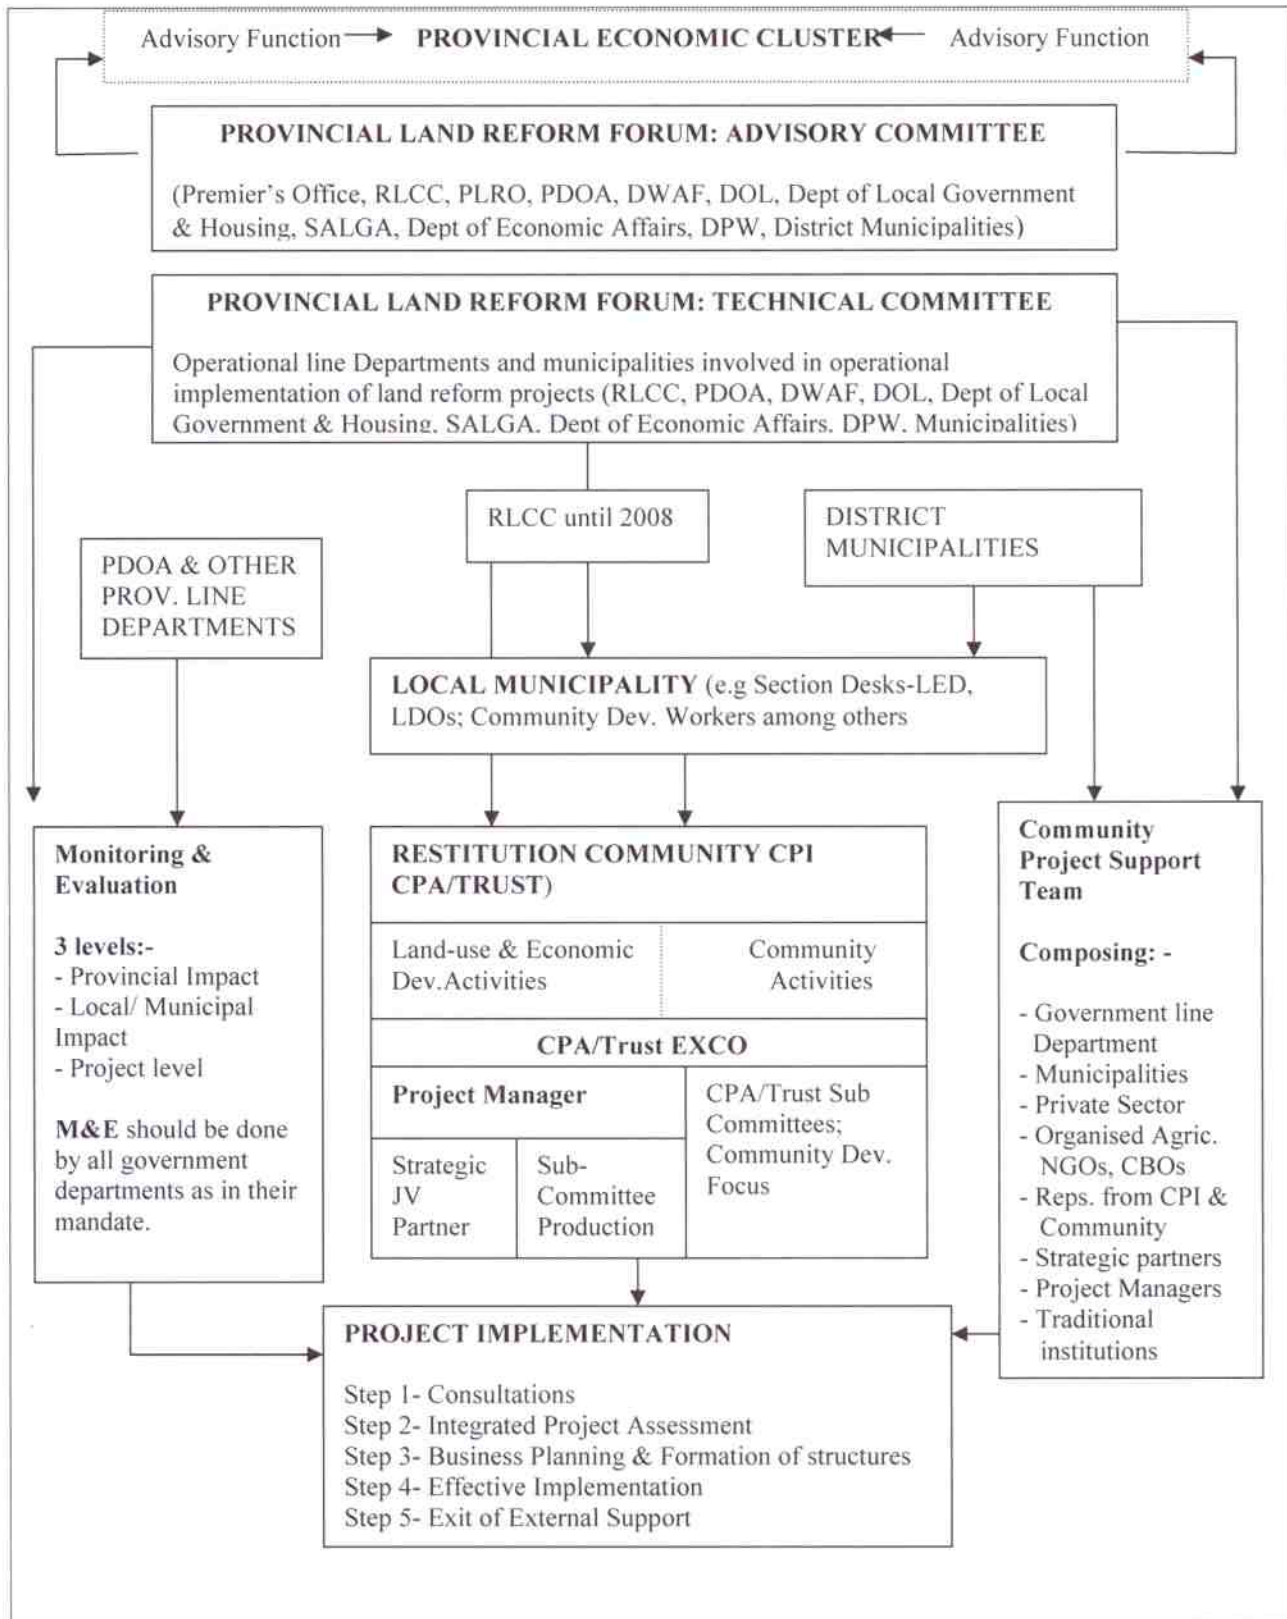 Advisory Function PROVINCIAL ECONOMIC CLUSTER Advisory Function
PROVINCIAL LAND REFORM FORUM: ADVISORY COMMITTEE
(Premier's Office, RLCC, PLRO, PDOA, DWAF, DOL, Dept of Local Government
& Housing, SALGA, Dept of Economic Affairs, DPW, District Municipalities)
PROVINCIAL LAND REFORM FORUM: TECHNICAL COMMITTEE
Operational line Departments and municipalities involved in operational
implementation of land reform projects (RLCC, PDOA, DWAF, DOL, Dept of Local
Government & Housing, SALGA, Dept of Economic Affairs, DPW, Municipalities)
RLCC until 2008
DISTRICT
MUNICIPALITIES
PDOA & OTHER
PROV. LINE
DEPARTMENTS
LOCAL MUNICIPALITY (e.g Section Desks-LED,
LDOs; Community Dev. Workers among others
Monitoring &
Evaluation
3 levels:-
- Provincial Impact
- Local/ Municipal
Impact
- Project level
M&E should be done
by all government
departments as in their
mandate.
RESTITUTION COMMUNITY CPI
CPA/TRUST)
Land-use & Economic
Dev.Activities
Community
Activities
CPA/Trust EXCO
Project Manager
Strategic
JV
Partner
Sub-
Committee
Production
CPA/Trust Sub
Committees;
Community Dev.
Focus
Community
Project Support
Team
Composing: -
- Government line
Department
- Municipalities
- Private Sector
- Organised Agric.
NGOs, CBOs
- Reps. from CPI &
Community
- Strategic partners
- Project Managers
- Traditional
institutions
PROJECT IMPLEMENTATION
Step 1- Consultations
Step 2- Integrated Project Assessment
Step 3- Business Planning & Formation of structures
Step 4- Effective Implementation
Step 5- Exit of External Support